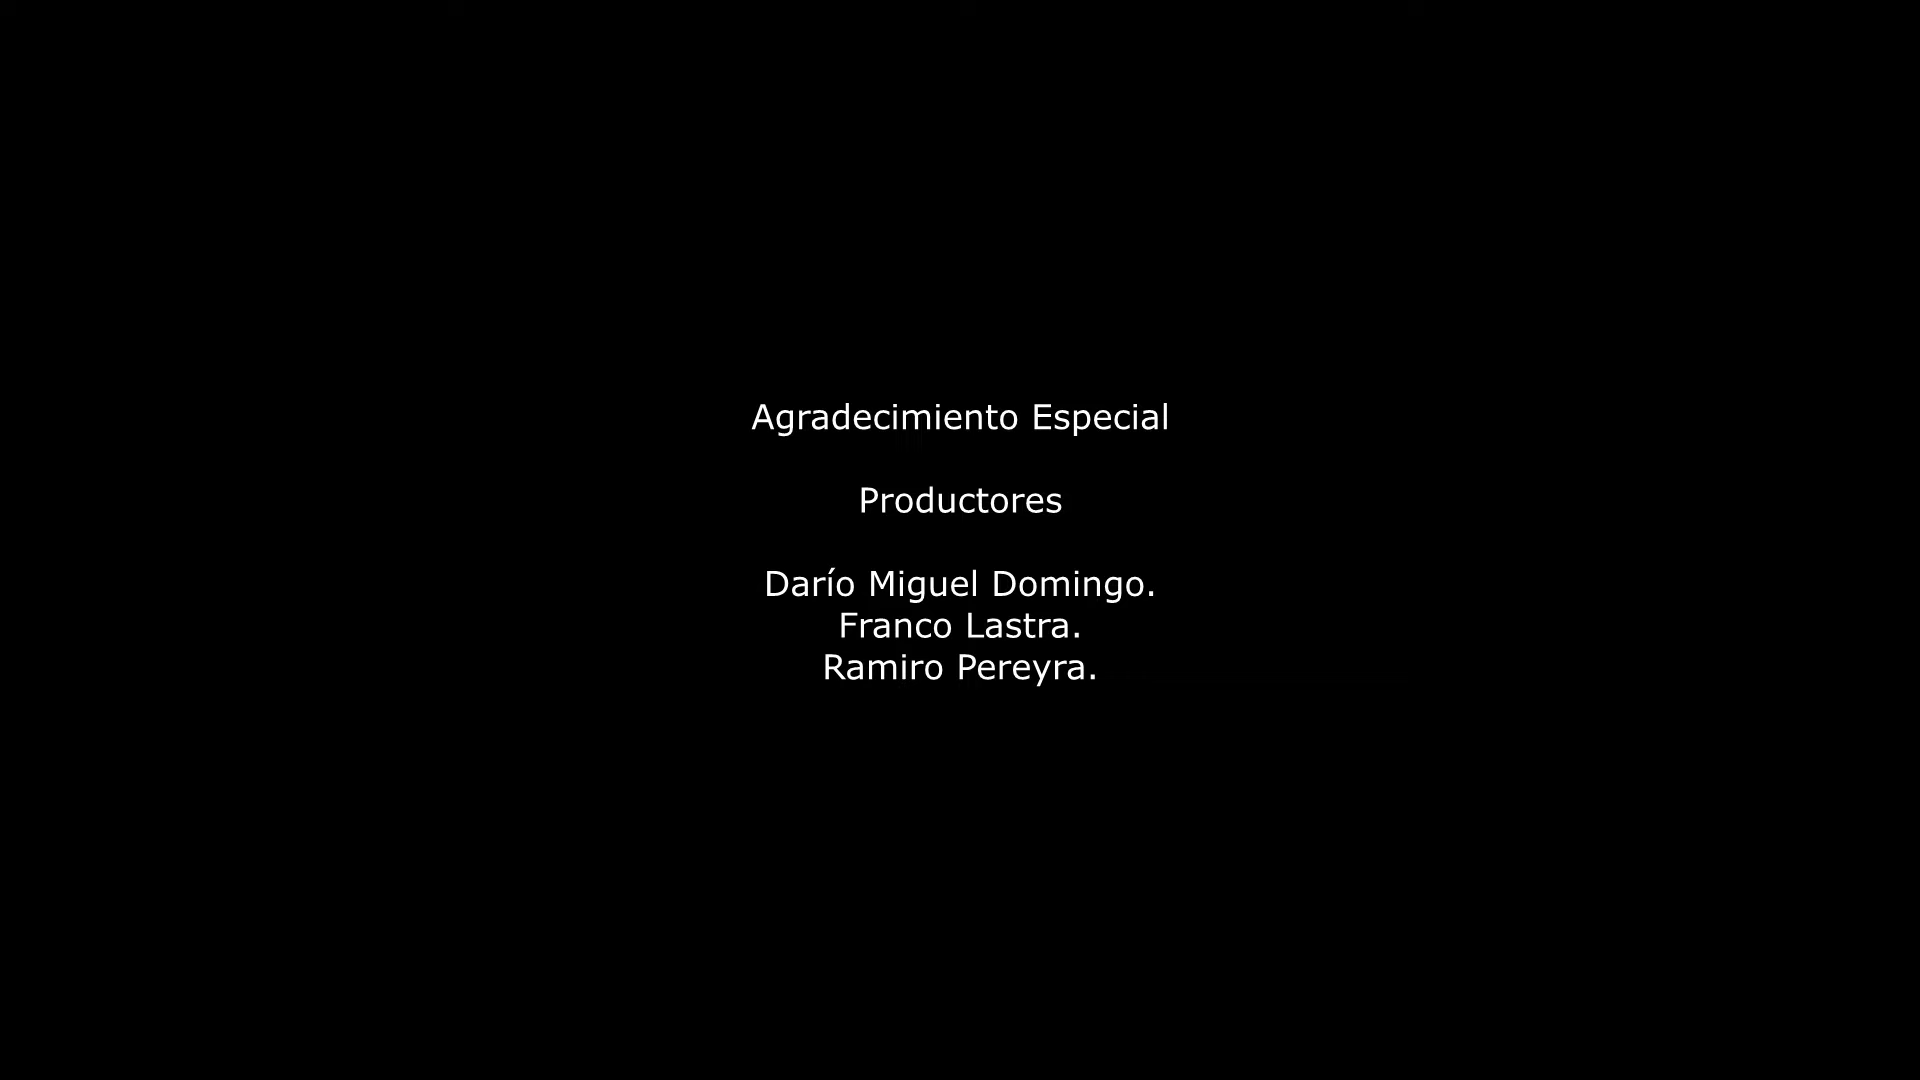 Agradecimiento Especial
Productores
Darío Miguel Domingo.
Franco Lastra.
Ramiro Pereyra.